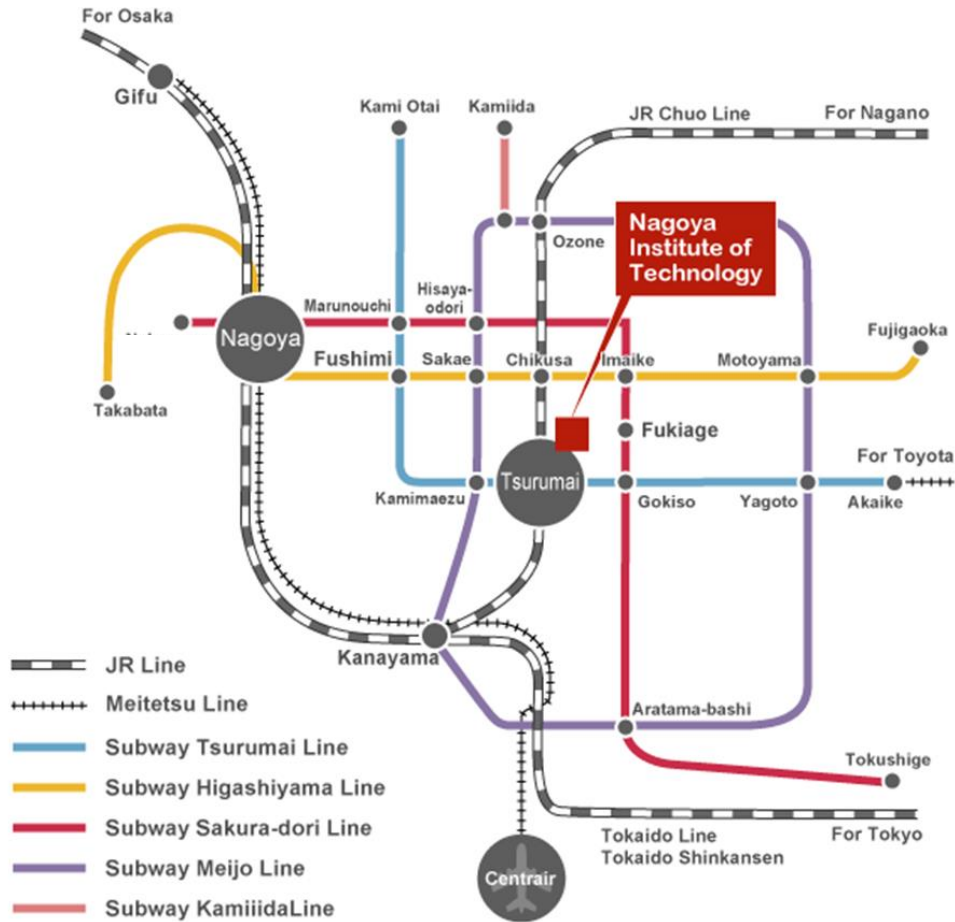 For Osaka
Gifu
Kami Otai
Kamiida
JR Chuo Line
For Nagano
Nagoya
Institute of
Technology
Ozone
Marunouchi
Hisaya-
odori
Nagoya
Fujigaoka
Fushimi
Sakae
Chikusa
Imaike
Motoyama
Takabata
Fukiage
For Toyota
Tsurumai
Kamimaezu
Gokiso
Yagoto
Akaike
Kanayama
JR Line
Meitetsu Line
Aratama-bashi
Subway Tsurumai Line
Tokushige
Subway Higashiyama Line
Subway Sakura-dori Line
Tokaido Line
Tokaido Shinkansen
For Tokyo
Subway Meijo Line
Centrair
Subway KamiiidaLine